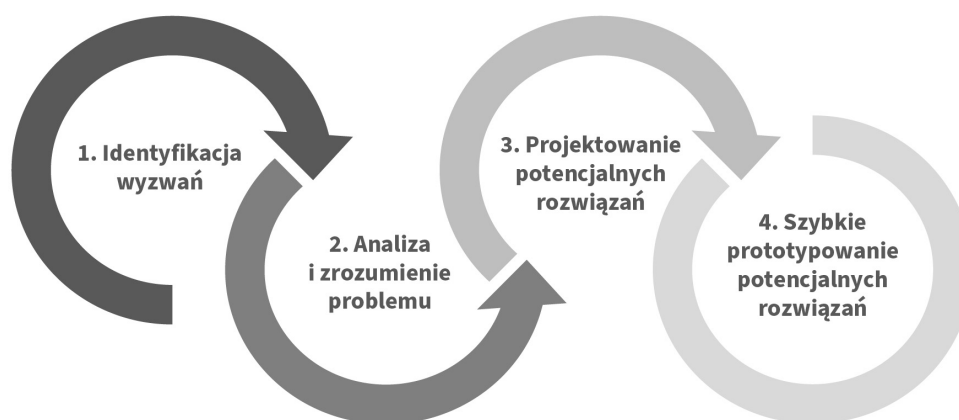 1. Identyfikacja
wyzwań
2. Analiza
i zrozumienie
problemu
3. Projektowanie
potencjalnych
rozwiązań
4. Szybkie
prototypowanie
potencjalnych
rozwiązań